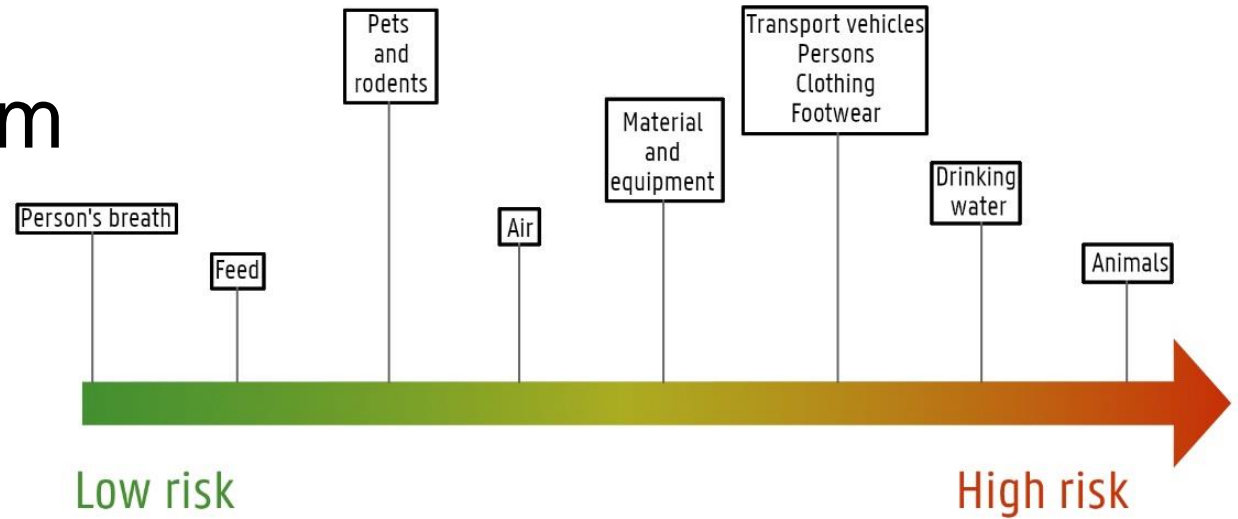 m
Person's breath
Feed
Pets
and
rodents
Air
Material
and
equipment
Transport vehicles
Persons
Clothing
Footwear
Drinking
water
Animals
Low risk
High risk